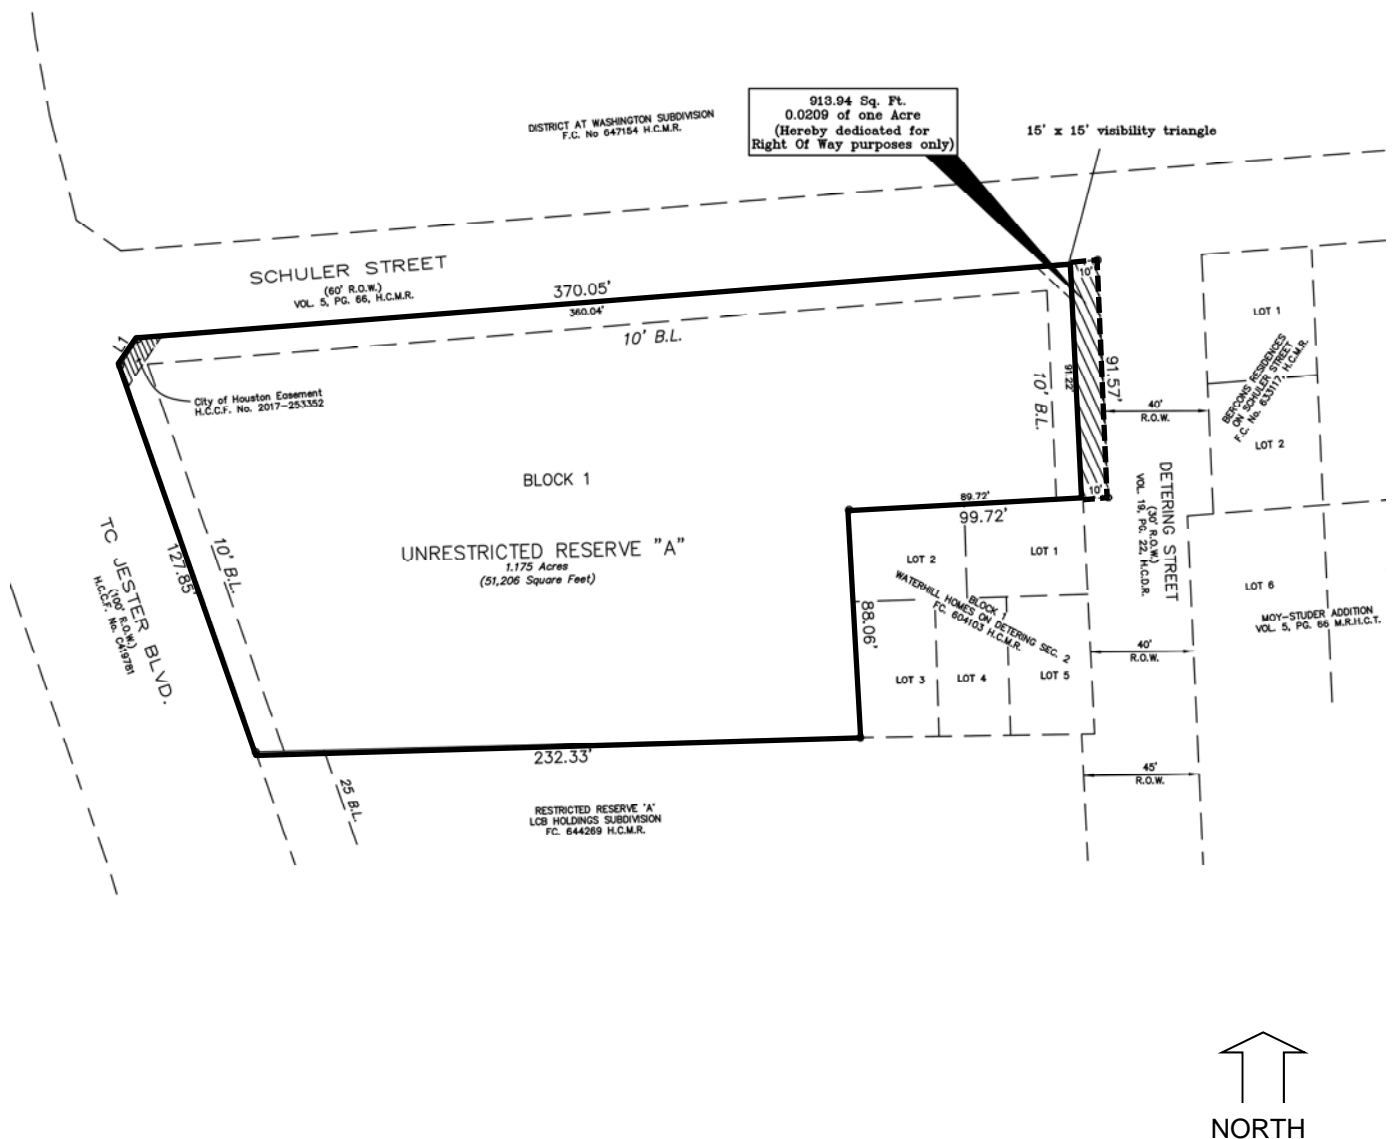 DISTRICT AT WASHINGTON SUBDIVISION
F.C. No 647154 H.C.M.R.
913.94 Sq. Ft.
0.0209 of one Acre
(Hereby dedicated for
Right Of Way purposes only)
15' x 15' visibility triangle
SCHULER STREET
(60' R.O.W.)
VOL. 5, PG. 66, H.C.M.R.
370.05'
360.04'
10' B.L.
10'
L1
City of Houston Easement
H.C.C.F. No. 2017-253352
91.22'
91.57'
10' B.L.
40'
R.O.W.
LOT 1
BERCONS RESIDENCES
ON SCHULER STREET
F.C. No. 633117, H.C.M.R.
LOT 2
BLOCK 1
UNRESTRICTED RESERVE "A"
1.175 Acres
(51,206 Square Feet)
89.72'
99.72'
10'
DETERING STREET
(30' R.O.W.)
VOL. 19, PG. 22, H.C.D.R.
TC JESTER BLVD.
(100' R.O.W.)
H.C.C.F. No. C419781
127.85'
10' B.L.
LOT 2
LOT 1
BLOCK 1
WATERHILL HOMES ON DETERING SEC. 2
FC. 604103 H.C.M.R.
88.06'
LOT 3
LOT 4
LOT 5
LOT 6
MOY-STUDER ADDITION
VOL. 5, PG. 66 M.R.H.C.T.
40'
R.O.W.
232.33'
25 B.L.
45'
R.O.W.
RESTRICTED RESERVE 'A'
LCB HOLDINGS SUBDIVISION
FC. 644269 H.C.M.R.
NORTH